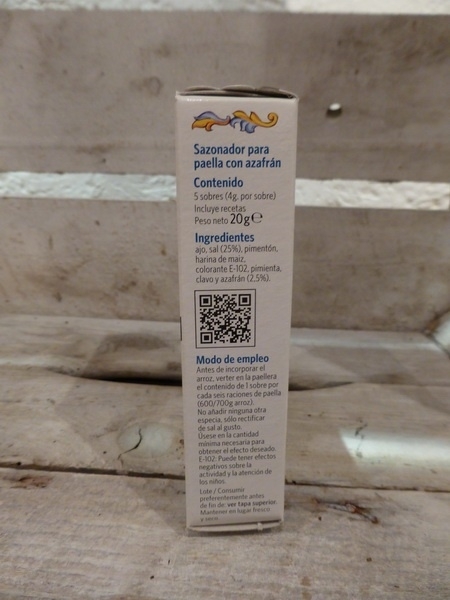 Sazonador para
paella con azafrán
Contenido
5 sobres (4g. por sobre)
Incluye recetas
Peso neto 20g℮
Ingredientes
ajo, sal (25%), pimentón,
harina de maíz,
colorante E-102, pimienta,
clavo y azafrán (2,5%).
Modo de empleo
Antes de incorporar el
arroz, verter en la paellera
el contenido de 1 sobre por
cada seis raciones de paella
(600/700g arroz).
No añadir ninguna otra
especia, sólo rectificar
de sal al gusto.
Úsese en la cantidad
mínima necesaria para
obtener el efecto deseado.
E-102: Puede tener efectos
negativos sobre la
actividad y la atención de
los niños.
Lote / Consumir
preferentemente antes
de fin de: ver tapa superior.
Mantener en lugar fresco
y seco.